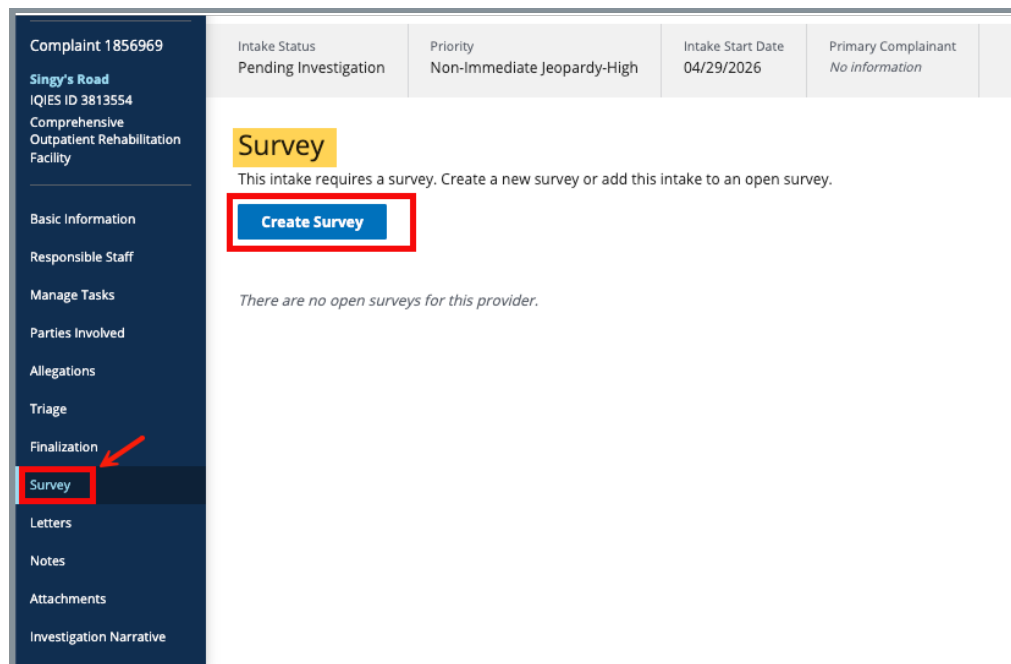 Complaint 1856969
Singy's Road
IQIES ID 3813554
Comprehensive
Outpatient Rehabilitation
Facility
Basic Information
Responsible Staff
Manage Tasks
Parties Involved
Allegations
Triage
Finalization
Survey
Letters
Notes
Attachments
Investigation Narrative
Intake Status
Pending Investigation
Priority
Non-Immediate Jeopardy-High
Intake Start Date
04/29/2026
Primary Complainant
No information
Survey
This intake requires a survey. Create a new survey or add this intake to an open survey.
Create Survey
There are no open surveys for this provider.